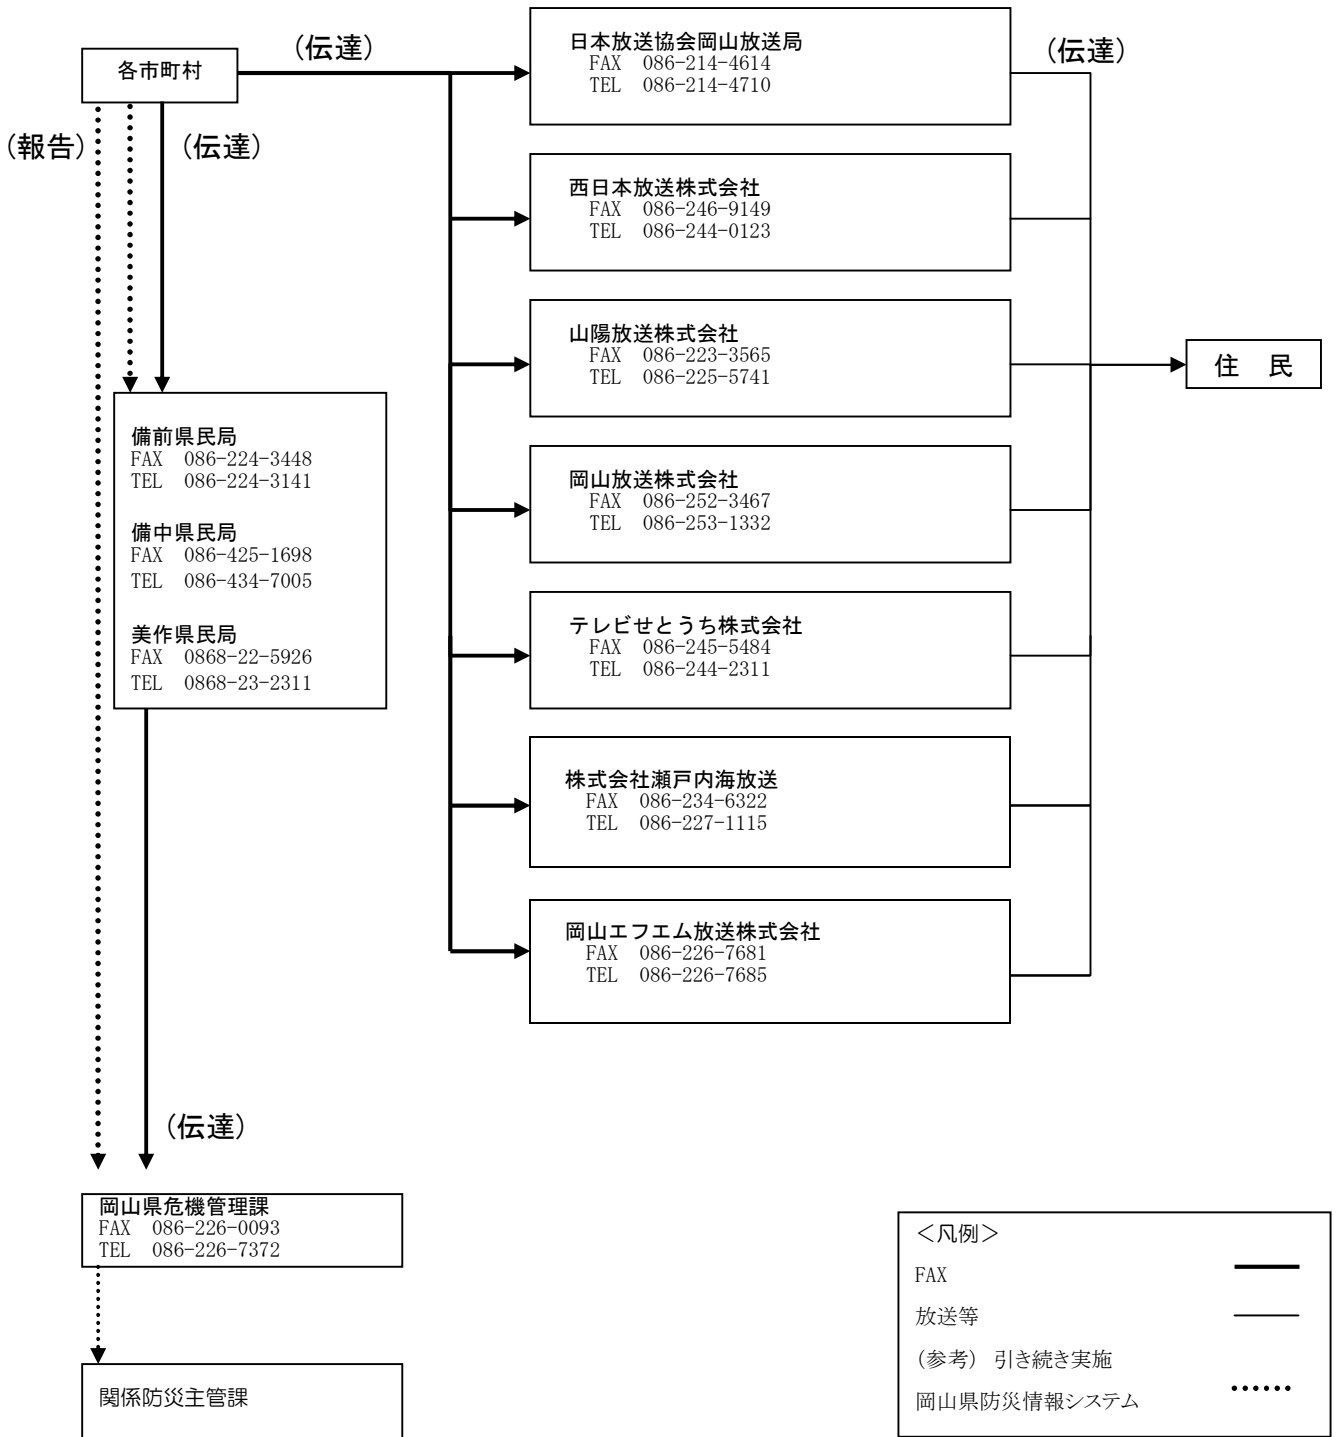 各市町村
(伝達)
(報告)
(伝達)
備前県民局
FAX 086-224-3448
TEL 086-224-3141
備中県民局
FAX 086-425-1698
TEL 086-434-7005
美作県民局
FAX 0868-22-5926
TEL 0868-23-2311
(伝達)
岡山県危機管理課
FAX 086-226-0093
TEL 086-226-7372
関係防災主管課
日本放送協会岡山放送局
FAX 086-214-4614
TEL 086-214-4710
西日本放送株式会社
FAX 086-246-9149
TEL 086-244-0123
山陽放送株式会社
FAX 086-223-3565
TEL 086-225-5741
岡山放送株式会社
FAX 086-252-3467
TEL 086-253-1332
テレビせとうち株式会社
FAX 086-245-5484
TEL 086-244-2311
株式会社瀬戸内海放送
FAX 086-234-6322
TEL 086-227-1115
岡山エフエム放送株式会社
FAX 086-226-7681
TEL 086-226-7685
(伝達)
住 民
＜凡例＞
FAX
放送等
(参考) 引き続き実施
岡山県防災情報システム